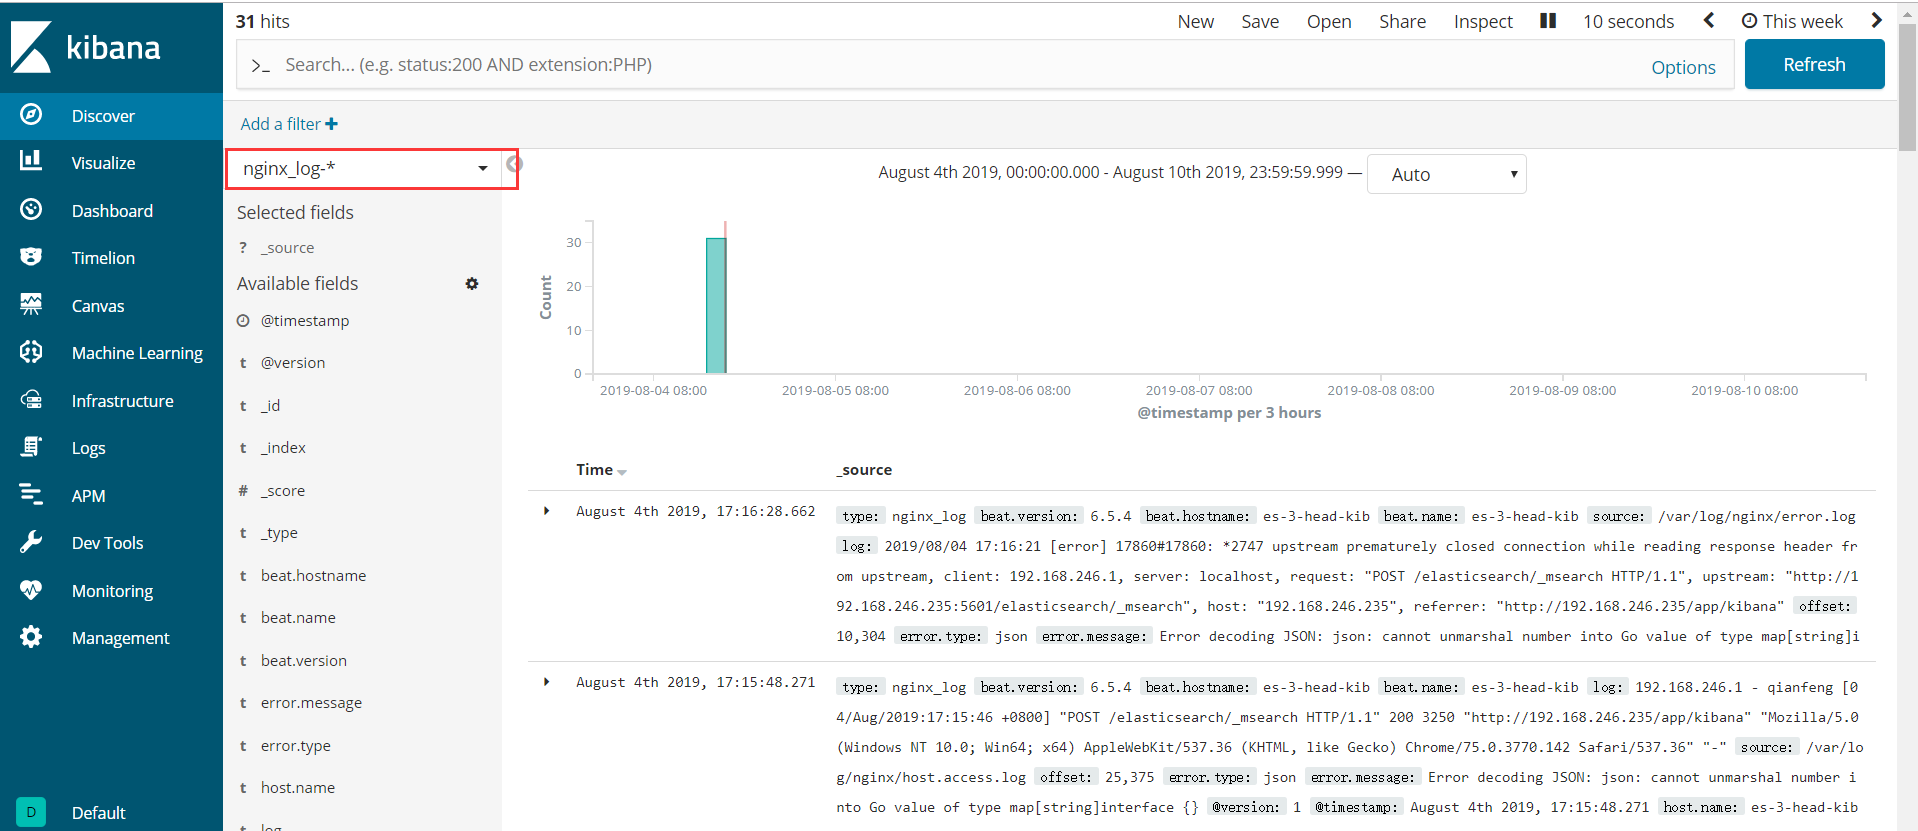 kibana
Discover
Visualize
Dashboard
Timelion
Canvas
Machine Learning
Infrastructure
Logs
APM
Dev Tools
Monitoring
Management
D Default
31 hits
New Save Open Share Inspect 10 seconds This week
>_ Search... (e.g. status:200 AND extension:PHP) Options Refresh
Add a filter +
nginx_log-*
Selected fields
? _source
Available fields
@timestamp
t @version
t _id
t _index
# _score
t _type
t beat.hostname
t beat.name
t beat.version
t error.message
t error.type
t host.name
t log
August 4th 2019, 00:00:00.000 - August 10th 2019, 23:59:59.999 — Auto
Count
30
20
10
0
2019-08-04 08:00 2019-08-05 08:00 2019-08-06 08:00 2019-08-07 08:00 2019-08-08 08:00 2019-08-09 08:00 2019-08-10 08:00
@timestamp per 3 hours
Time _source
August 4th 2019, 17:16:28.662 type: nginx_log beat.version: 6.5.4 beat.hostname: es-3-head-kib beat.name: es-3-head-kib source: /var/log/nginx/error.log
log: 2019/08/04 17:16:21 [error] 17860#17860: *2747 upstream prematurely closed connection while reading response header fr
om upstream, client: 192.168.246.1, server: localhost, request: "POST /elasticsearch/_msearch HTTP/1.1", upstream: "http://1
92.168.246.235:5601/elasticsearch/_msearch", host: "192.168.246.235", referrer: "http://192.168.246.235/app/kibana" offset:
10,304 error.type: json error.message: Error decoding JSON: json: cannot unmarshal number into Go value of type map[string]i
August 4th 2019, 17:15:48.271 type: nginx_log beat.version: 6.5.4 beat.hostname: es-3-head-kib beat.name: es-3-head-kib log: 192.168.246.1 - qianfeng [0
4/Aug/2019:17:15:46 +0800] "POST /elasticsearch/_msearch HTTP/1.1" 200 3250 "http://192.168.246.235/app/kibana" "Mozilla/5.0
(Windows NT 10.0; Win64; x64) AppleWebKit/537.36 (KHTML, like Gecko) Chrome/75.0.3770.142 Safari/537.36" "-" source: /var/lo
g/nginx/host.access.log offset: 25,375 error.type: json error.message: Error decoding JSON: json: cannot unmarshal number i
nto Go value of type map[string]interface {} @version: 1 @timestamp: August 4th 2019, 17:15:48.271 host.name: es-3-head-kib